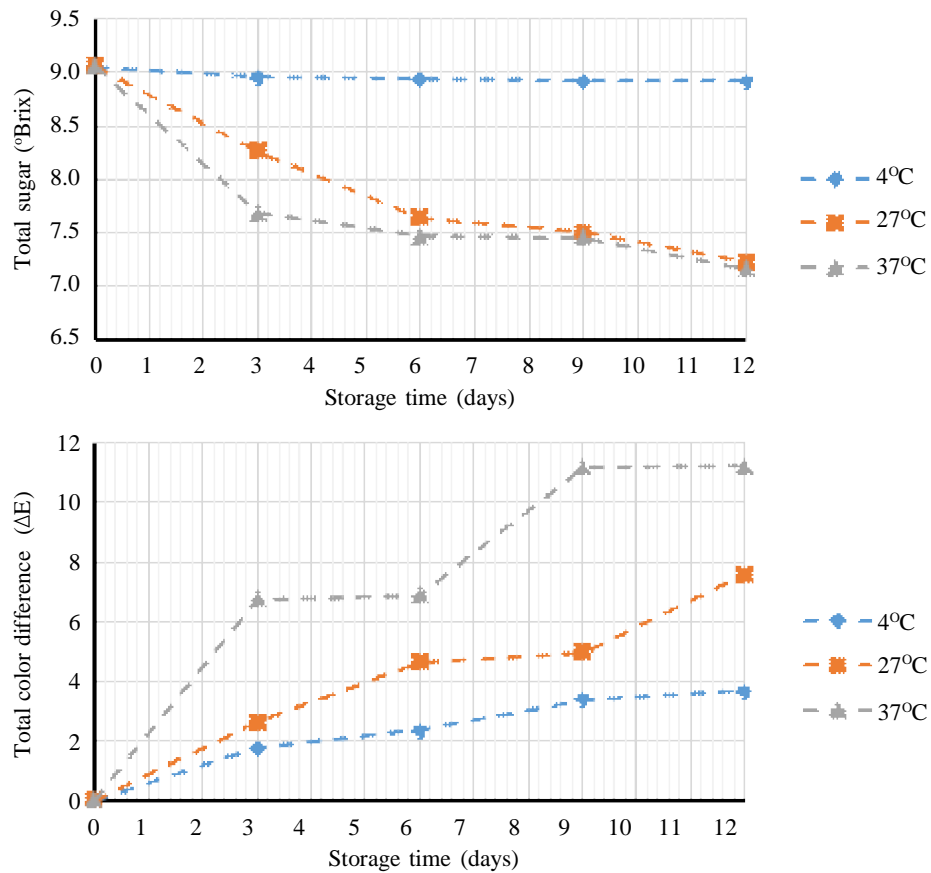 9.5
9.0
8.5
8.0
7.5
7.0
6.5
Total sugar (°Brix)
0 1 2 3 4 5 6 7 8 9 10 11 12
Storage time (days)
4°C
27°C
37°C
12
10
8
6
4
2
0
Total color difference (ΔE)
0 1 2 3 4 5 6 7 8 9 10 11 12
Storage time (days)
4°C
27°C
37°C